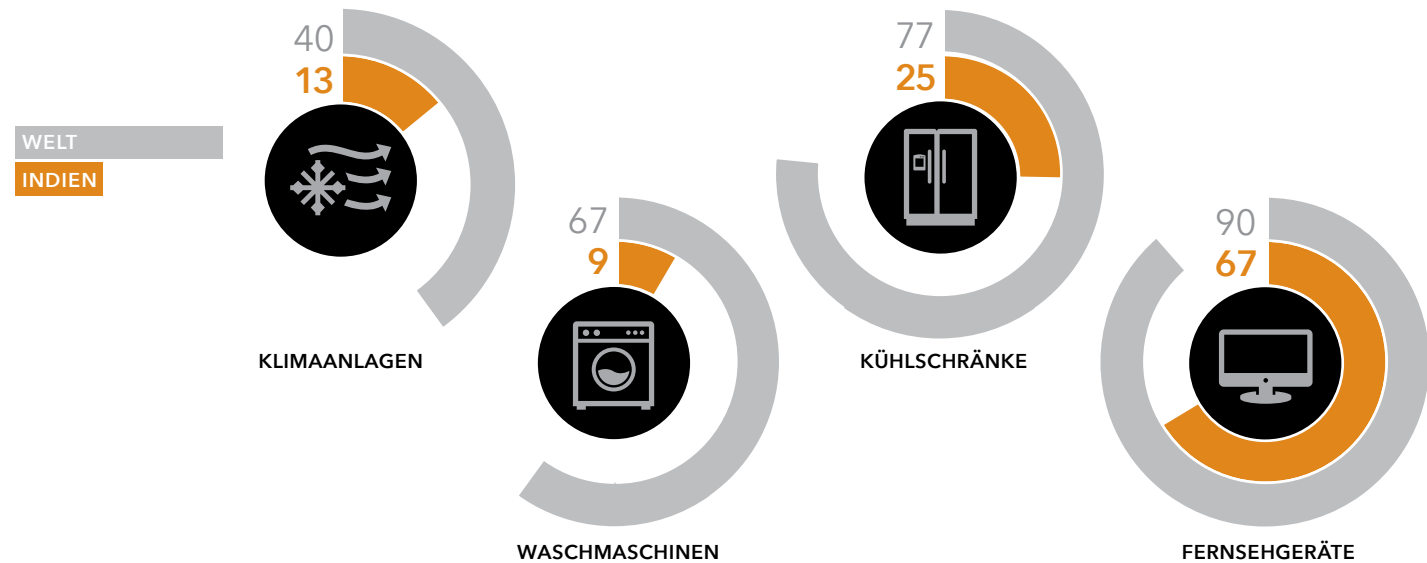 WELT
INDIEN
40
13
KLIMAANLAGEN
67
9
WASCHMASCHINEN
77
25
KÜHLSCHRÄNKE
90
67
FERNSEHGERÄTE